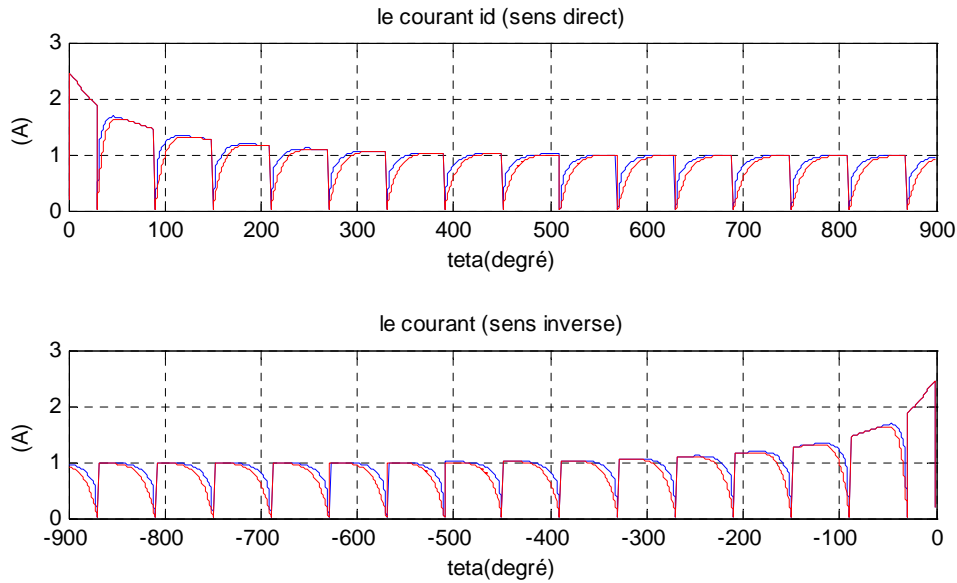 le courant id (sens direct)
3
2
1
0
(A)
0 100 200 300 400 500 600 700 800 900
teta(degré)
le courant (sens inverse)
3
2
1
0
(A)
-900 -800 -700 -600 -500 -400 -300 -200 -100 0
teta(degré)